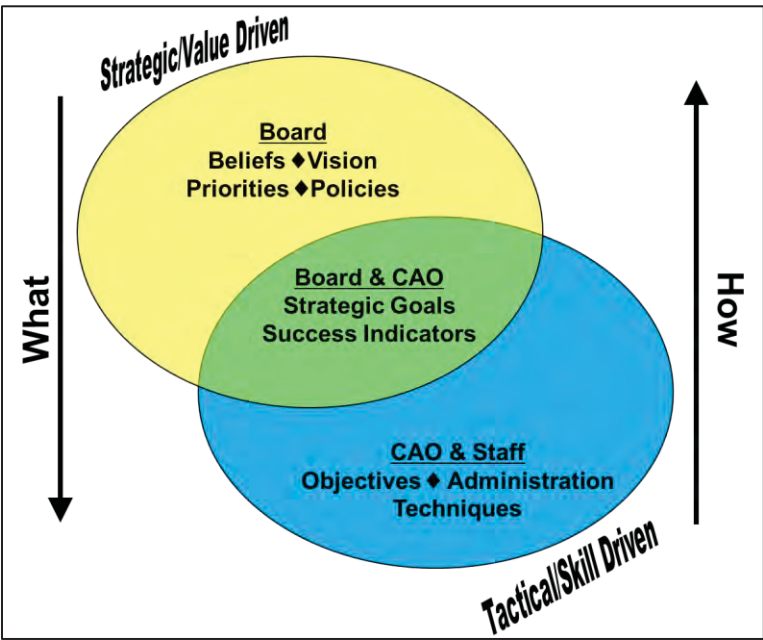 Strategic/Value Driven
What
Board
Beliefs ♦Vision
Priorities ♦Policies
Board & CAO
Strategic Goals
Success Indicators
How
CAO & Staff
Objectives ♦ Administration
Techniques
Tactical/Skill Driven